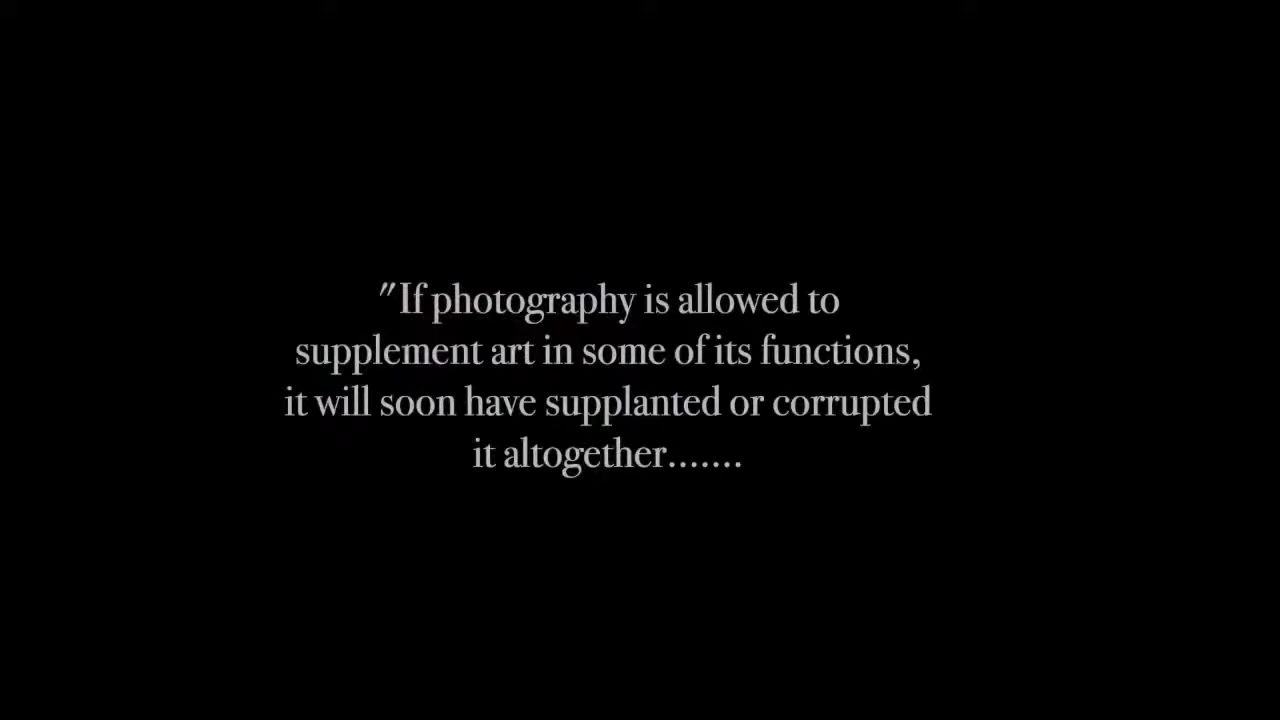 "If photography is allowed to
supplement art in some of its functions,
it will soon have supplanted or corrupted
it altogether.......